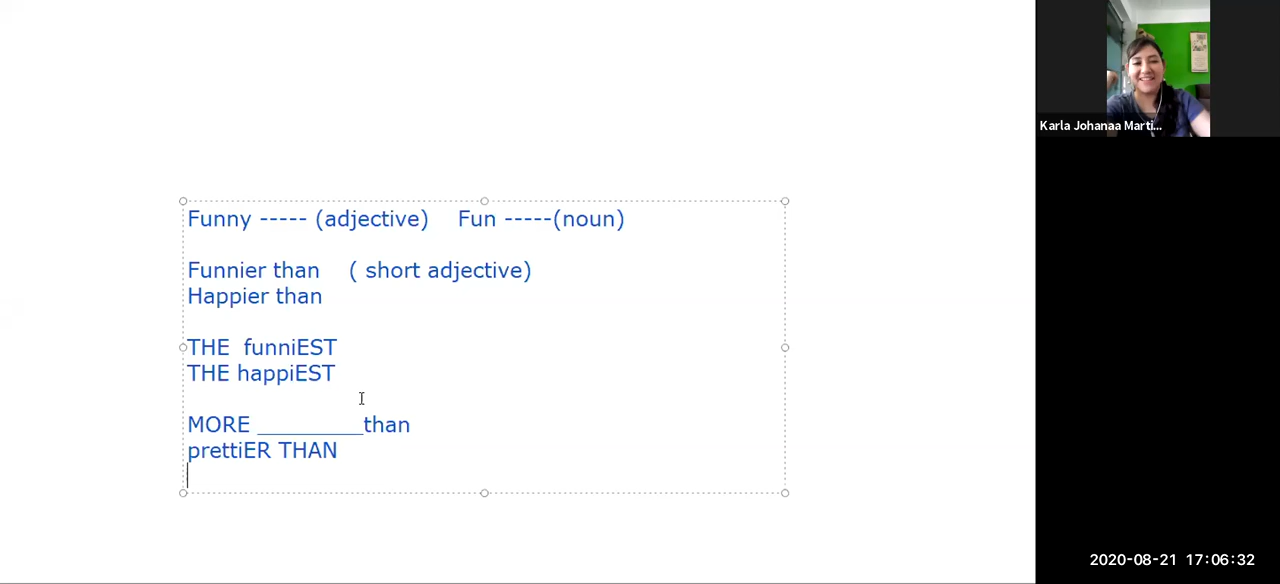 Karla Johanaa Marti...
Funny ----- (adjective) Fun -----(noun)
Funnier than ( short adjective)
Happier than
THE funniEST
THE happiEST
MORE _________than
prettiER THAN
2020-08-21 17:06:32